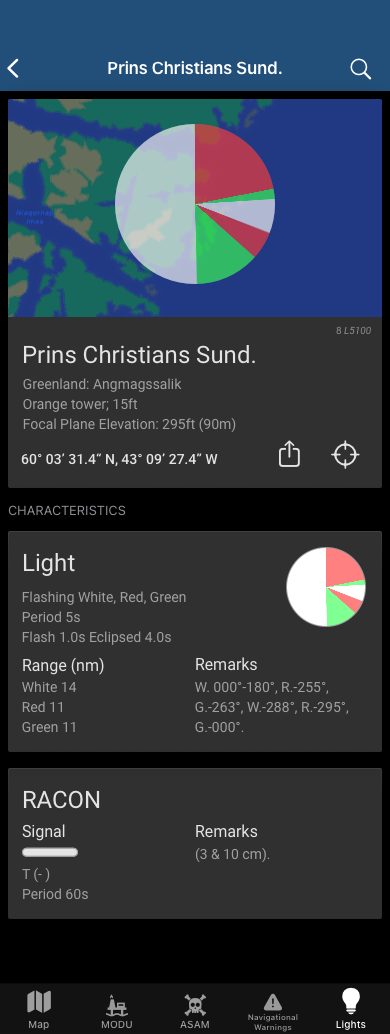 Prins Christians Sund.
8 L5100
Prins Christians Sund.
Greenland: Angmagssalik
Orange tower; 15ft
Focal Plane Elevation: 295ft (90m)
60° 03’ 31.4” N, 43° 09’ 27.4” W
CHARACTERISTICS
Light
Flashing White, Red, Green
Period 5s
Flash 1.0s Eclipsed 4.0s
Range (nm)
White 14
Red 11
Green 11
Remarks
W. 000°-180°, R.-255°,
G.-263°, W.-288°, R.-295°,
G.-000°.
RACON
Signal
T (- )
Period 60s
Remarks
(3 & 10 cm).
Map
MODU
ASAM
Navigational
Warnings
Lights